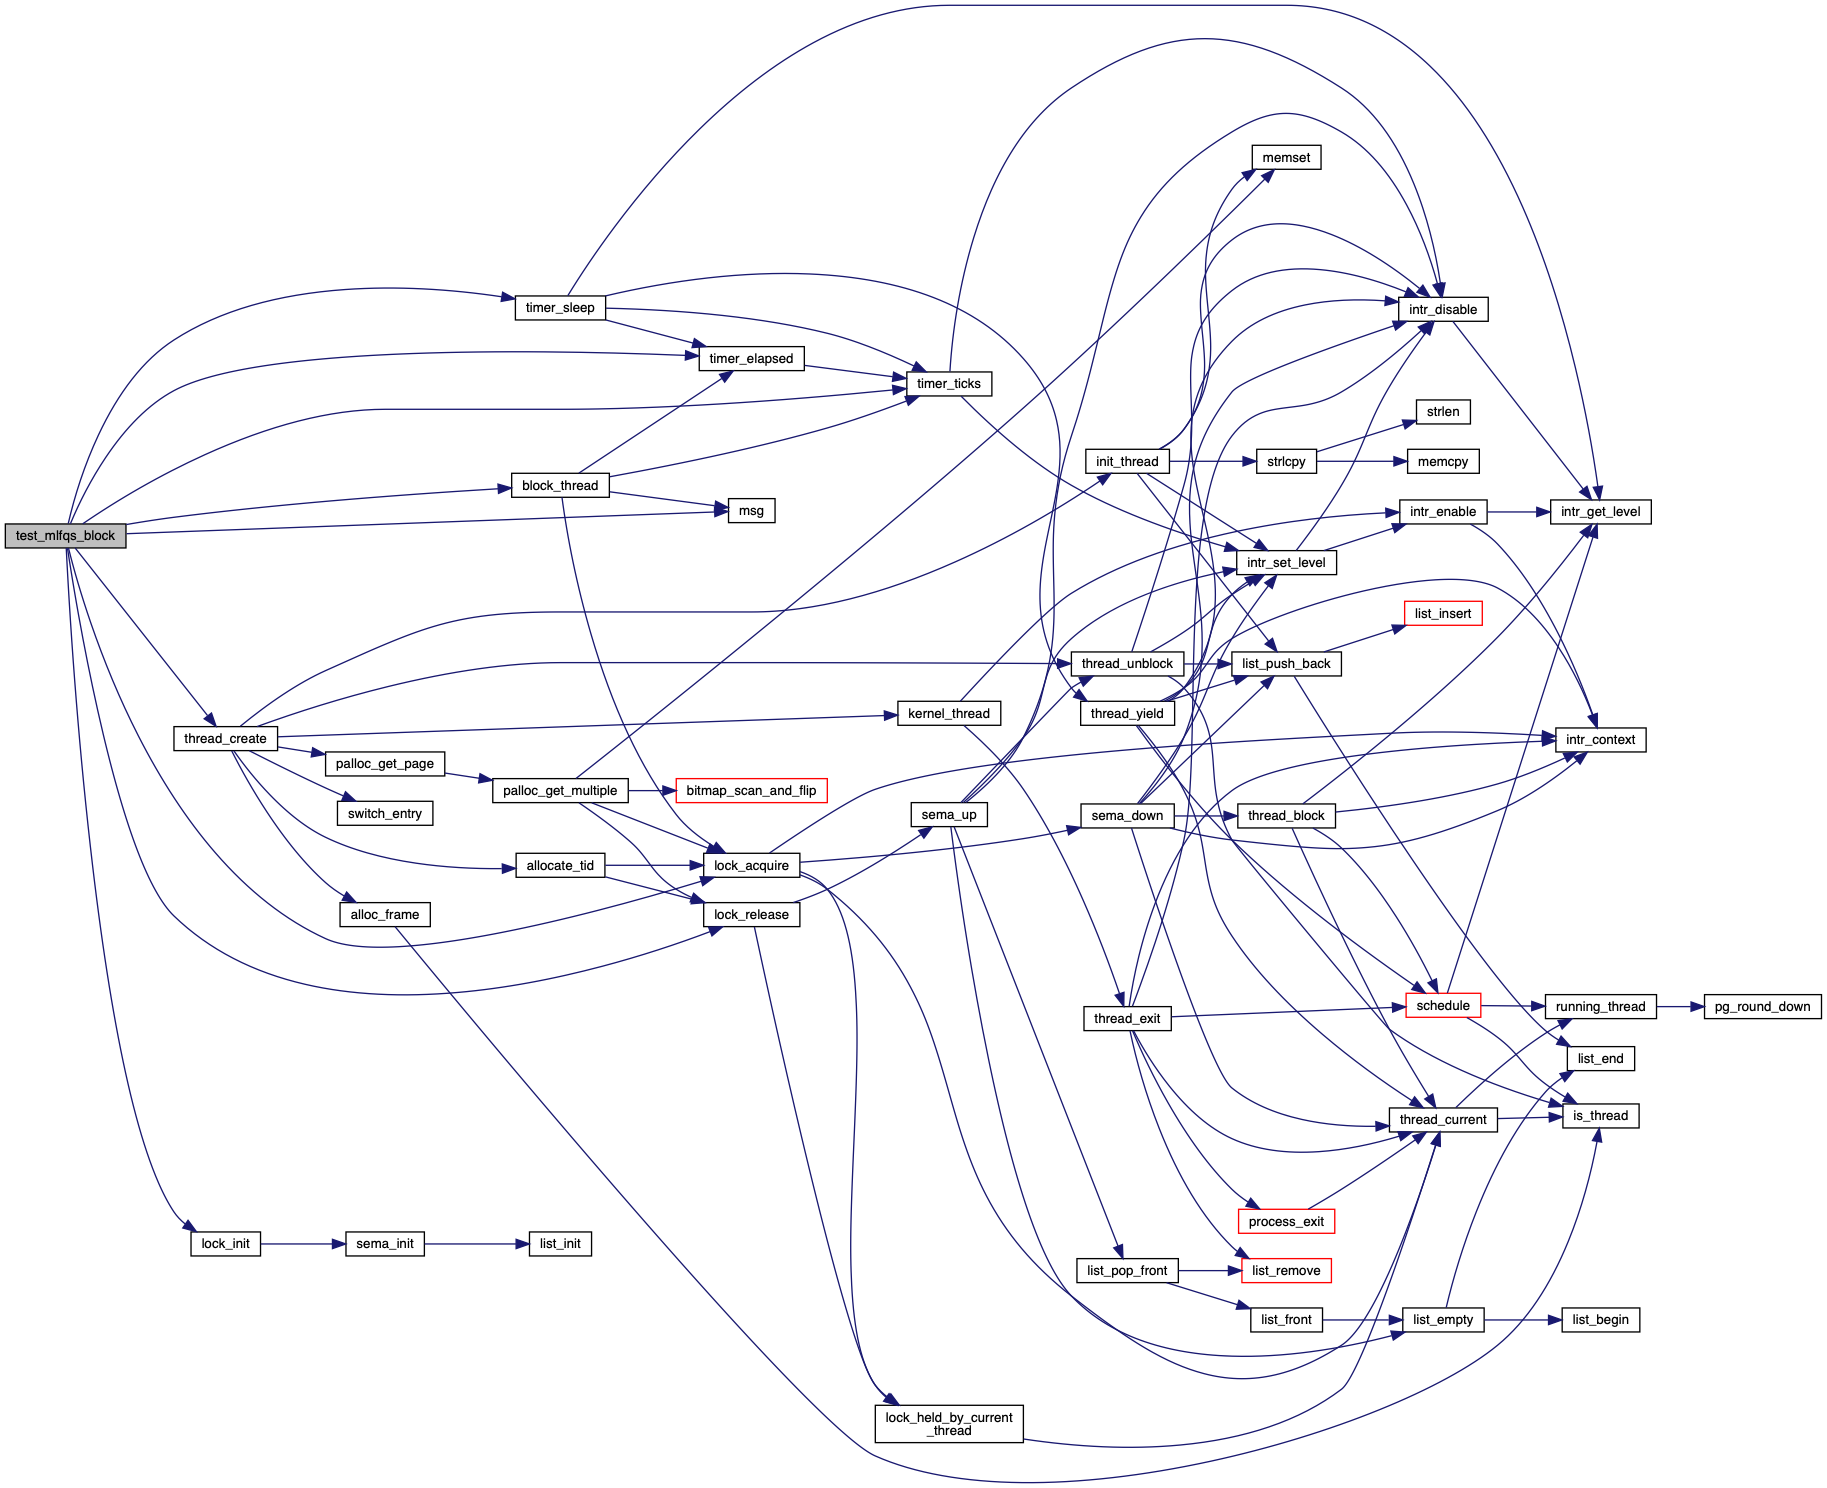 test_mlfqs_block
timer_sleep
timer_elapsed
timer_ticks
block_thread
msg
thread_create
palloc_get_page
switch_entry
palloc_get_multiple
bitmap_scan_and_flip
allocate_tid
alloc_frame
lock_acquire
lock_release
lock_init
sema_init
list_init
kernel_thread
sema_up
lock_held_by_current
_thread
memset
init_thread
strlcpy
strlen
memcpy
intr_disable
intr_enable
intr_get_level
intr_set_level
list_insert
thread_unblock
list_push_back
thread_yield
intr_context
sema_down
thread_block
thread_exit
schedule
running_thread
pg_round_down
list_end
thread_current
is_thread
process_exit
list_pop_front
list_remove
list_front
list_empty
list_begin